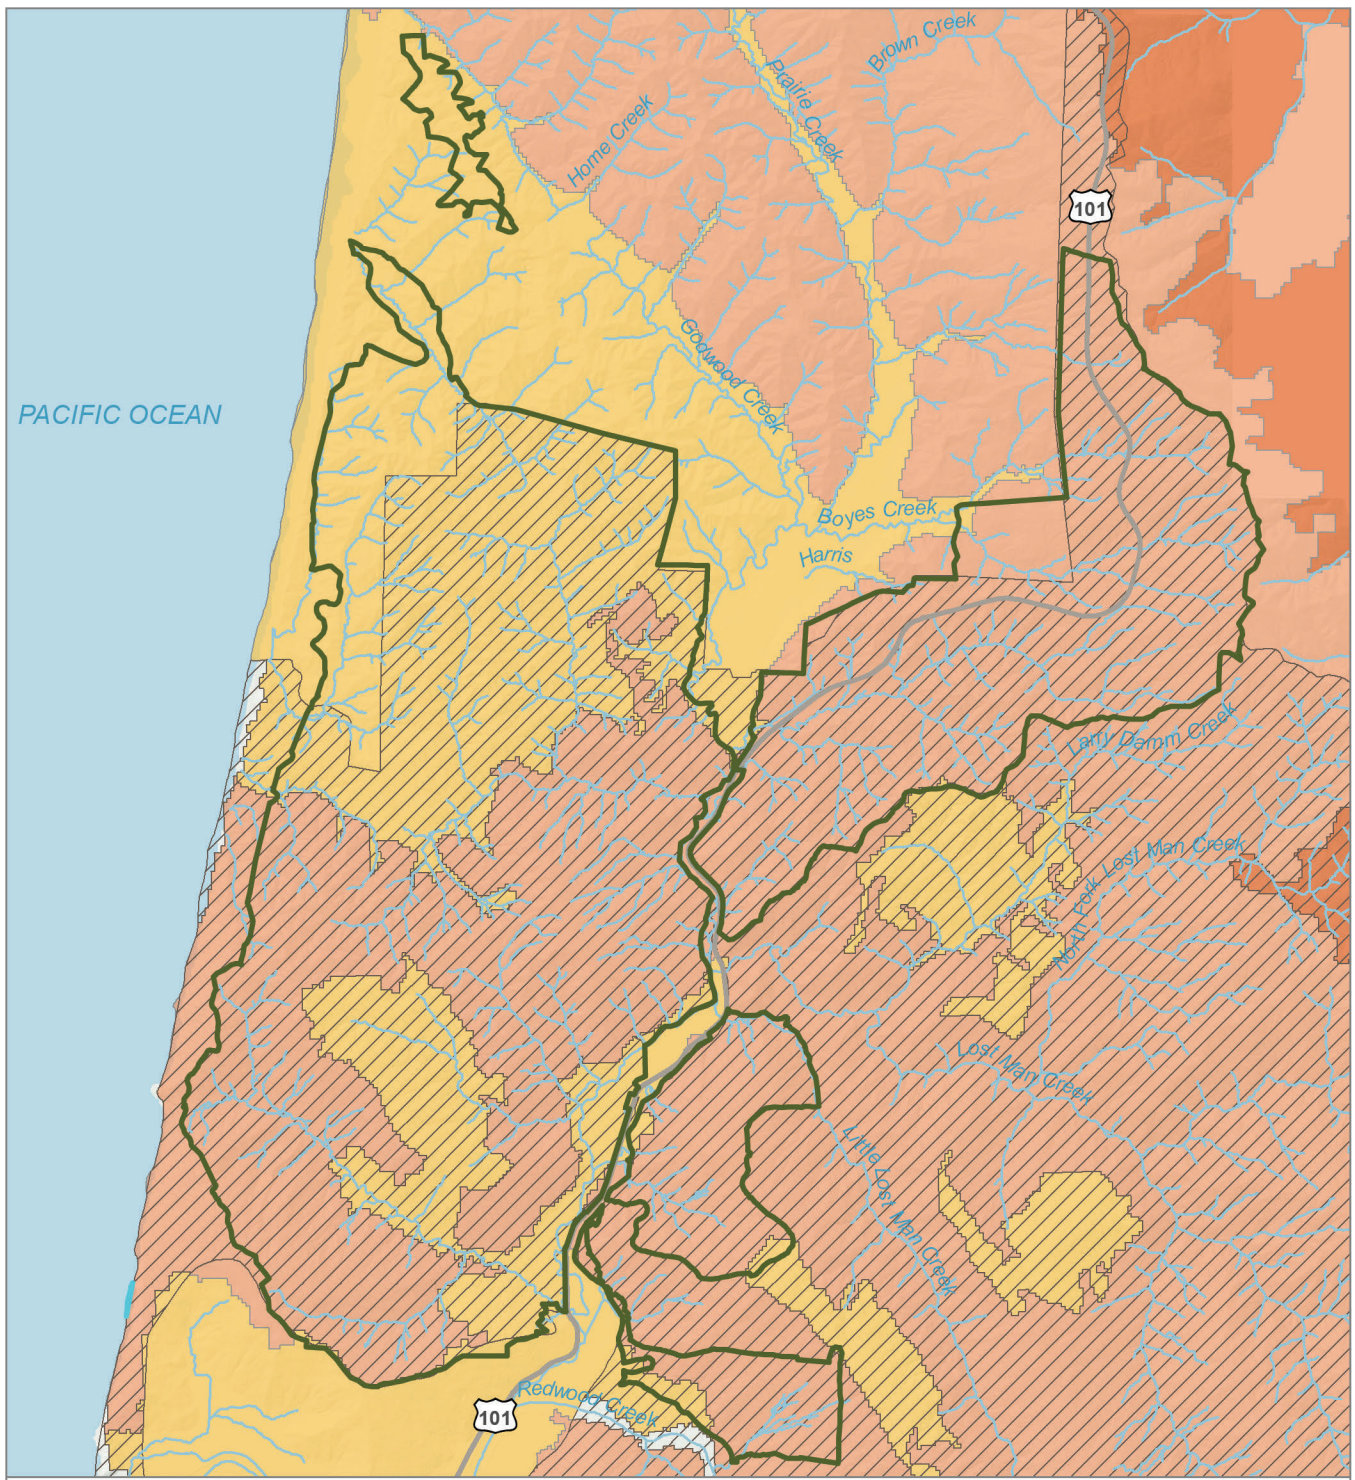 Brown Creek
Prairie Creek
Home Creek
101
Godwood Creek
PACIFIC OCEAN
Boyes Creek
Harris
Larry Damm Creek
North Fork Lost Man Creek
Lost Man Creek
Little Lost Man Creek
Redwood Creek
101